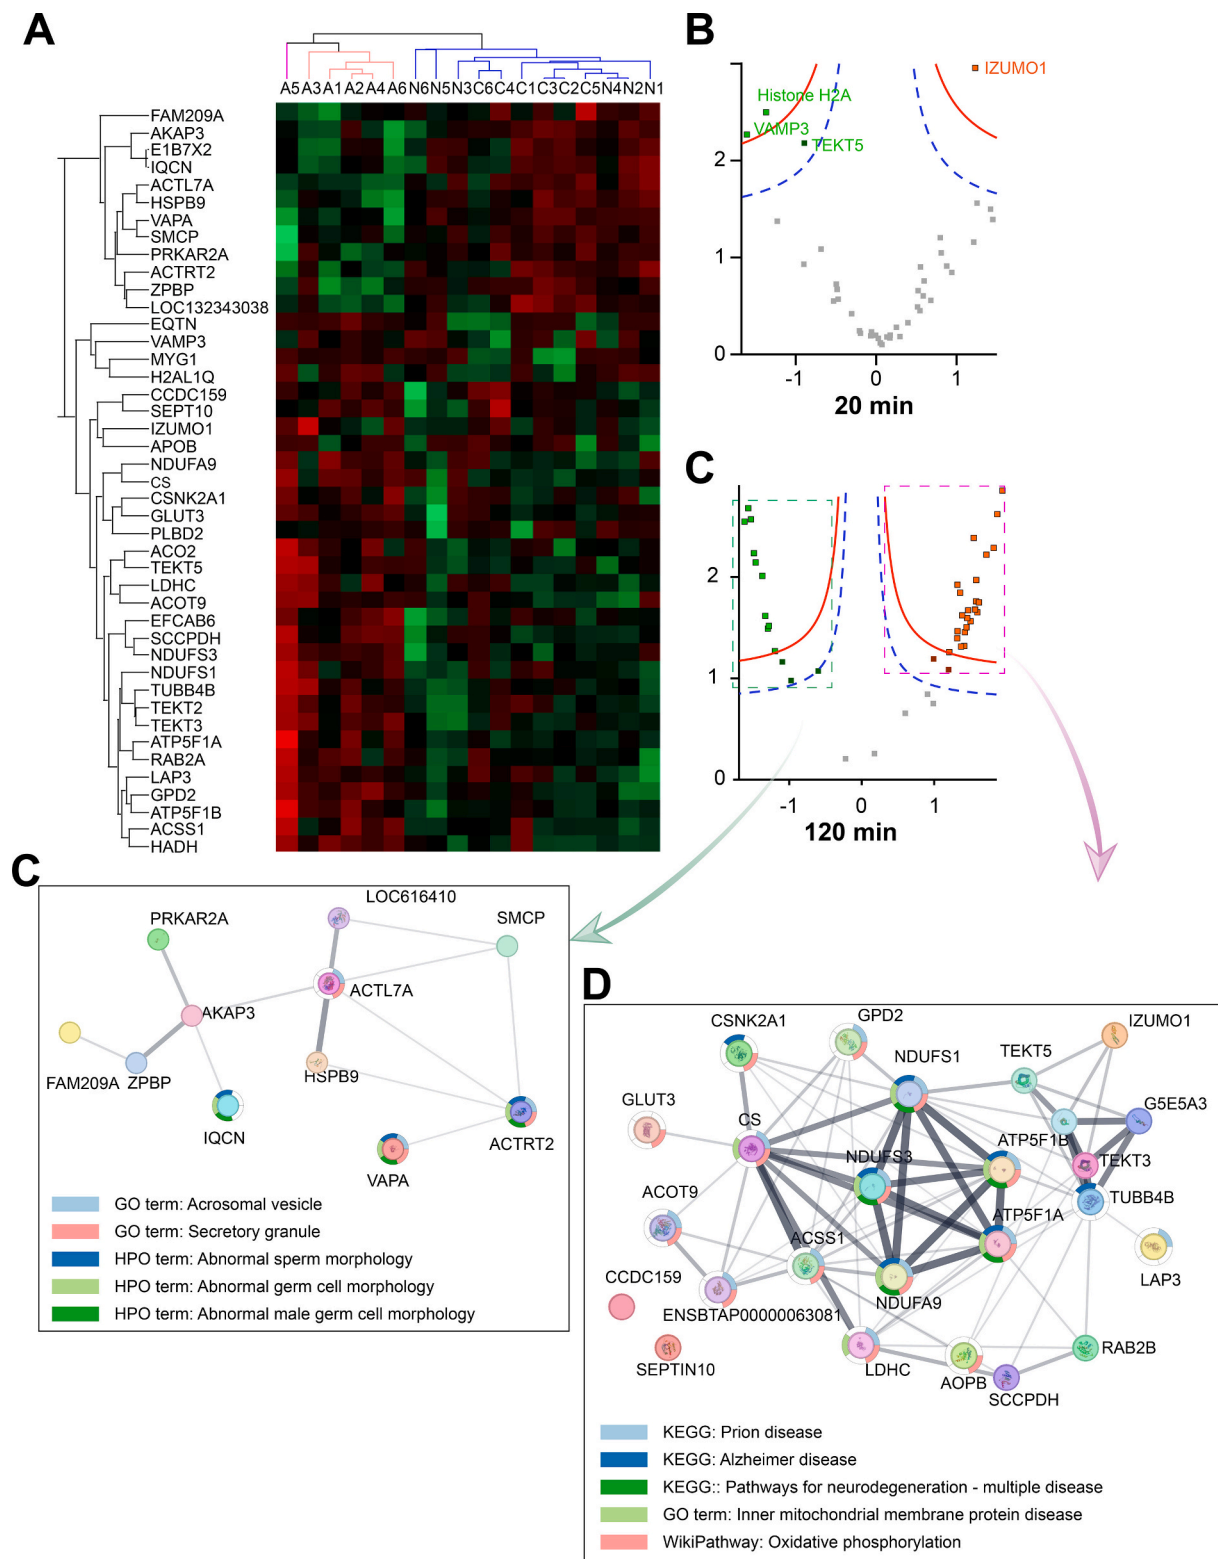 A
A5 A3 A1 A2 A4 A6 N6 N5 N3 C6 C4 C1 C3 C2 C5 N4 N2 N1
FAM209A
AKAP3
E1B7X2
IQCN
ACTL7A
HSPB9
VAPA
SMCP
PRKAR2A
ACTRT2
ZPBP
LOC132343038
EQTN
VAMP3
MYG1
H2AL1Q
CCDC159
SEPT10
IZUMO1
APOB
NDUFA9
CS
CSNK2A1
GLUT3
PLBD2
ACO2
TEKT5
LDHC
ACOT9
EFCAB6
SCCPDH
NDUFS3
NDUFS1
TUBB4B
TEKT2
TEKT3
ATP5F1A
RAB2A
LAP3
GPD2
ATP5F1B
ACSS1
HADH
B
IZUMO1
Histone H2A
VAMP3
TEKT5
2
1
0
-1 0 1
20 min
C
2
1
0
-1 0 1
120 min
C
LOC616410
PRKAR2A
SMCP
ACTL7A
AKAP3
FAM209A
ZPBP
HSPB9
IQCN
ACTRT2
VAPA
GO term: Acrosomal vesicle
GO term: Secretory granule
HPO term: Abnormal sperm morphology
HPO term: Abnormal germ cell morphology
HPO term: Abnormal male germ cell morphology
D
CSNK2A1
GPD2
IZUMO1
NDUFS1
TEKT5
GLUT3
CS
G5E5A3
ATP5F1B
NDUFS3
TEKT3
ACOT9
TUBB4B
ATP5F1A
ACSS1
LAP3
CCDC159
NDUFA9
ENSBTAP00000063081
RAB2B
SEPTIN10
LDHC
AOPB
SCCPDH
KEGG: Prion disease
KEGG: Alzheimer disease
KEGG:: Pathways for neurodegeneration - multiple disease
GO term: Inner mitochondrial membrane protein disease
WikiPathway: Oxidative phosphorylation